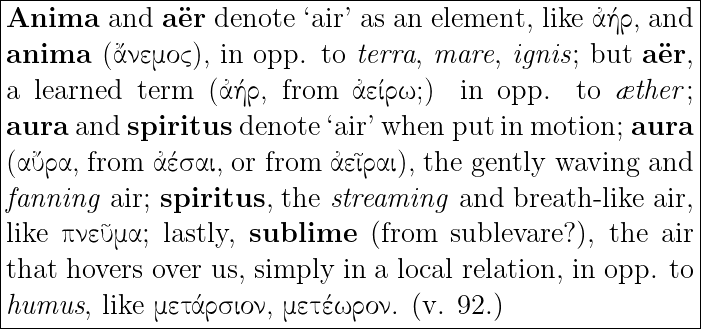 Anima and aër denote ‘air’ as an element, like ἀήρ, and
anima (ἄνεμος), in opp. to terra, mare, ignis; but aër,
a learned term (ἀήρ, from ἀείρω;) in opp. to æther;
aura and spiritus denote ‘air’ when put in motion; aura
(αὔρα, from ἀέσαι, or from ἀεῖραι), the gently waving and
fanning air; spiritus, the streaming and breath-like air,
like πνεῦμα; lastly, sublime (from sublevare?), the air
that hovers over us, simply in a local relation, in opp. to
humus, like μετάρσιον, μετέωρον. (v. 92.)